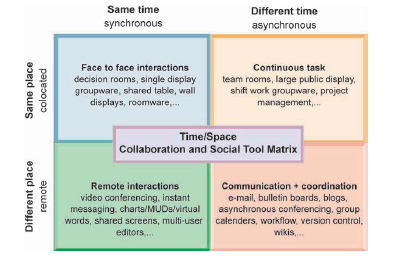 Same time
synchronous
Different time
asynchronous
Same place
colocated
Face to face interactions
decision rooms, single display
groupware, shared table, wall
displays, roomware,...
Continuous task
team rooms, large public display,
shift work groupware, project
management,...
Time/Space
Collaboration and Social Tool Matrix
Different place
remote
Remote interactions
video conferencing, instant
messaging, charts/MUDs/virtual
words, shared screens, multi-user
editors,...
Communication + coordination
e-mail, bulletin boards, blogs,
asynchronous conferencing, group
calenders, workflow, version control,
wikis,...